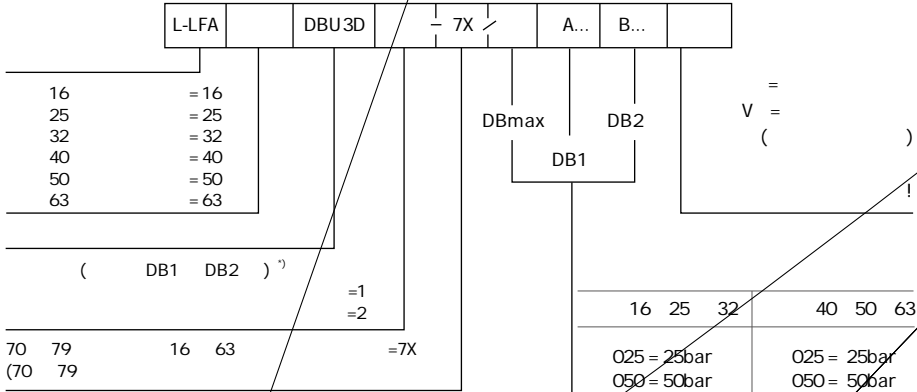 L-LFA DBU3D - 7X / A... B...
16 =16
25 =25
32 =32
40 =40
50 =50
63 =63
DBmax DB2
DB1
=
V =
( )
!
( DB1 DB2 ) *)
=1
=2
70 79 16 63 =7X
(70 79
16 25 32 40 50 63
025 = 25bar 025 = 25bar
050 = 50bar 050 = 50bar